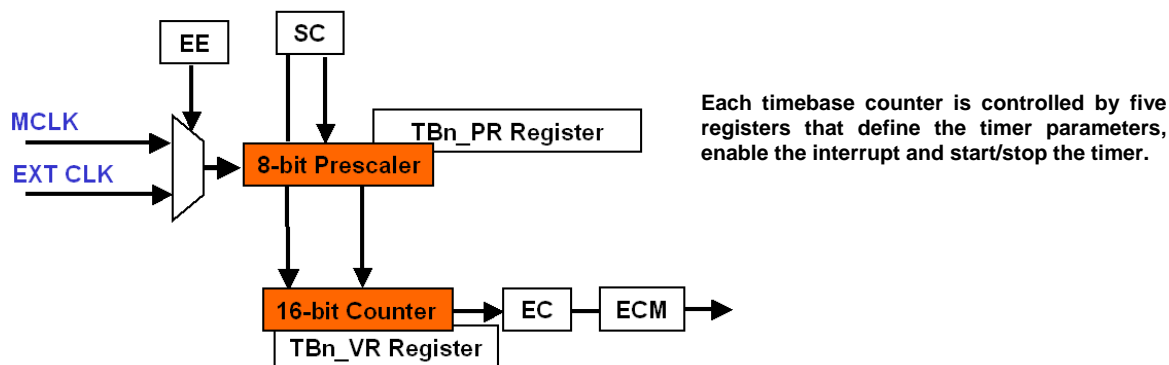 EE
SC
MCLK
EXT CLK
TBn_PR Register
8-bit Prescaler
16-bit Counter
TBn_VR Register
EC
ECM
Each timebase counter is controlled by five
registers that define the timer parameters,
enable the interrupt and start/stop the timer.